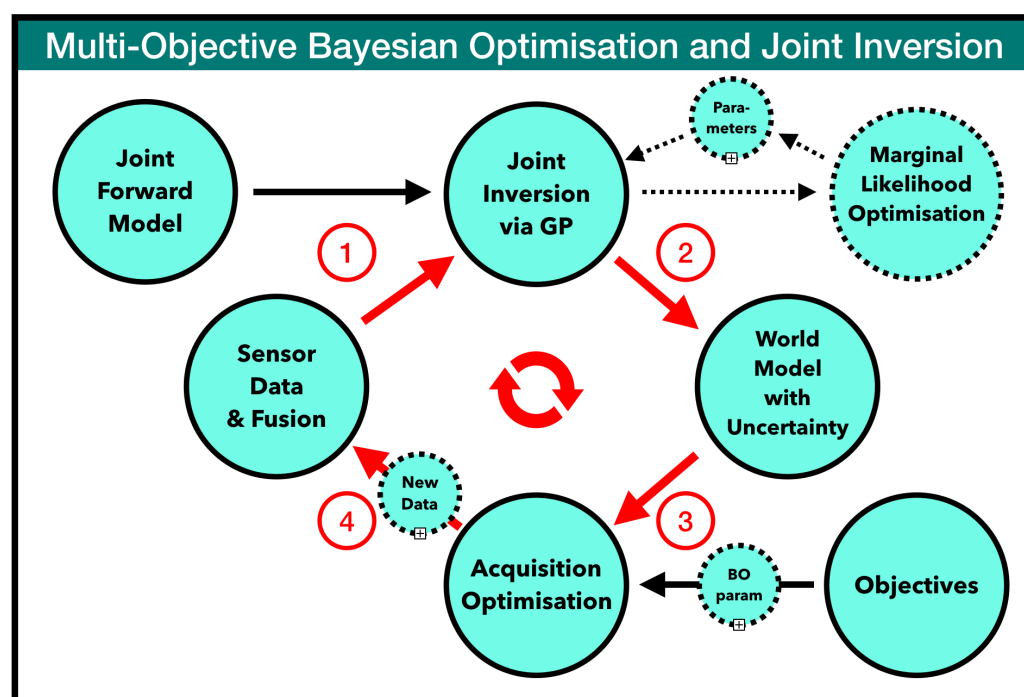 Multi-Objective Bayesian Optimisation and Joint Inversion
Joint
Forward
Model
Joint
Inversion
via GP
Para-
meters
Marginal
Likelihood
Optimisation
1
2
Sensor
Data
& Fusion
World
Model
with
Uncertainty
New
Data
4
3
Acquisition
Optimisation
BO
param
Objectives